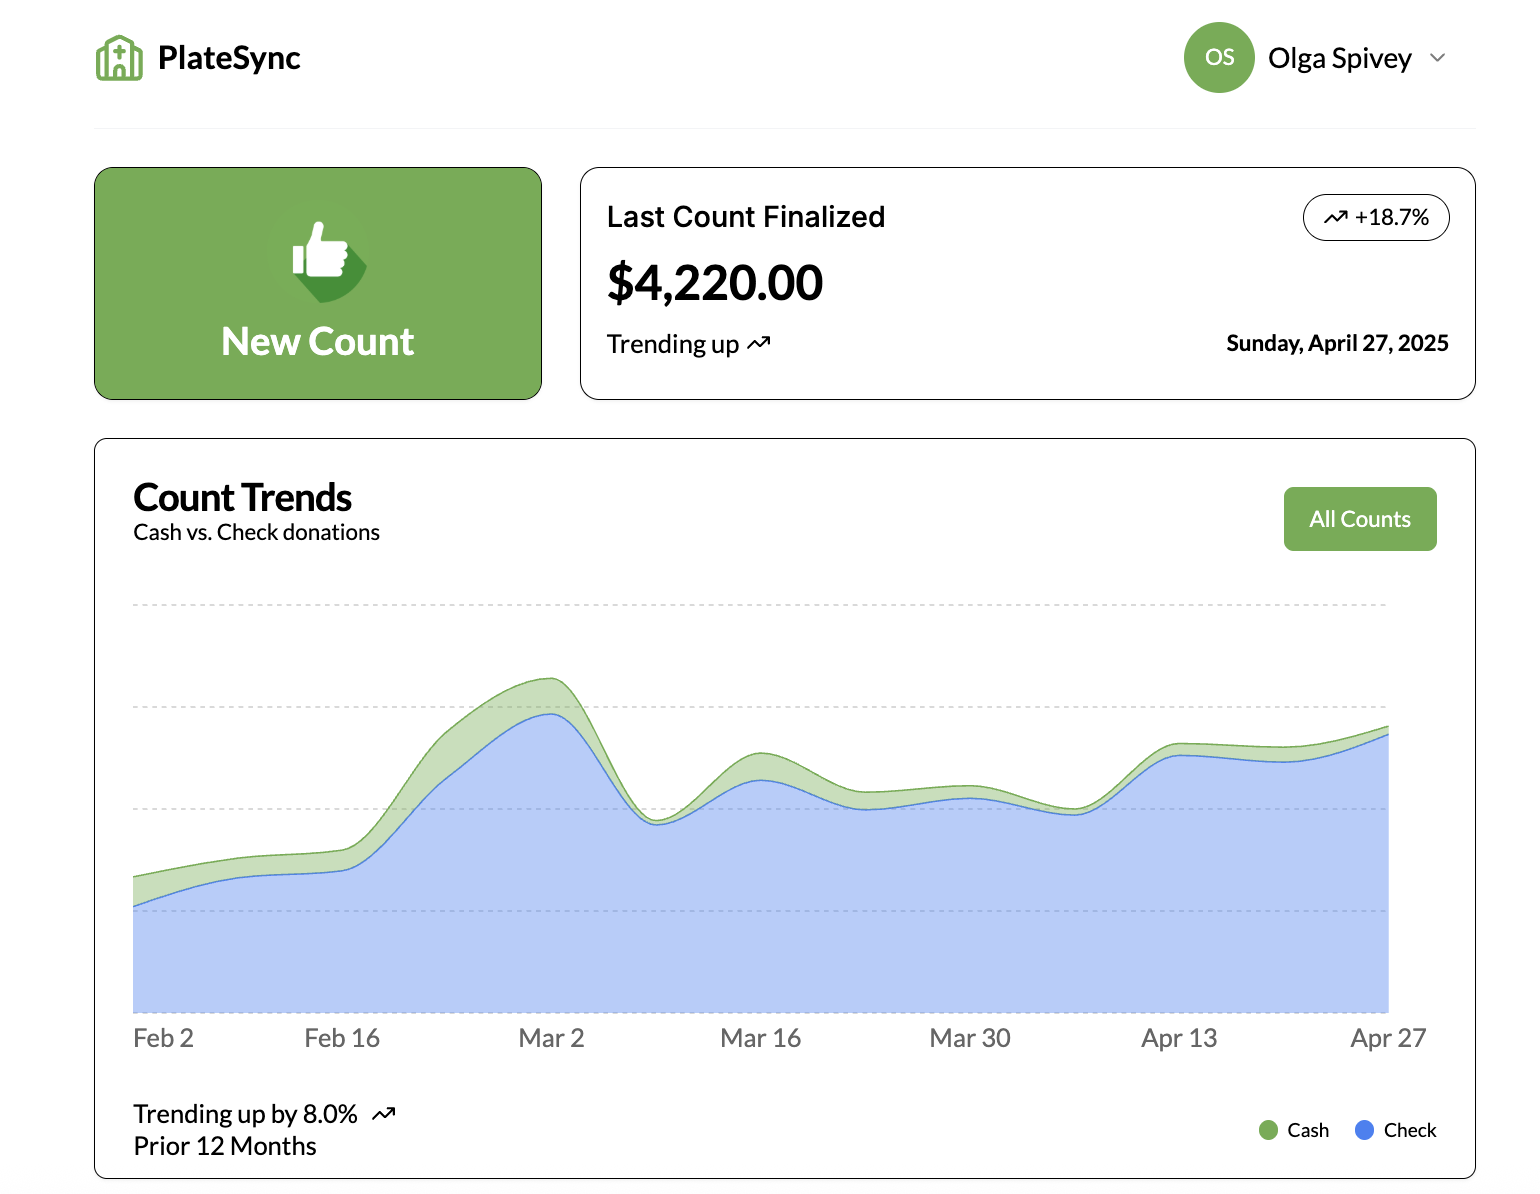 PlateSync
OS
Olga Spivey
New Count
Last Count Finalized
+18.7%
$4,220.00
Trending up
Sunday, April 27, 2025
Count Trends
Cash vs. Check donations
All Counts
Feb 2 Feb 16 Mar 2 Mar 16 Mar 30 Apr 13 Apr 27
Trending up by 8.0%
Prior 12 Months
Cash Check